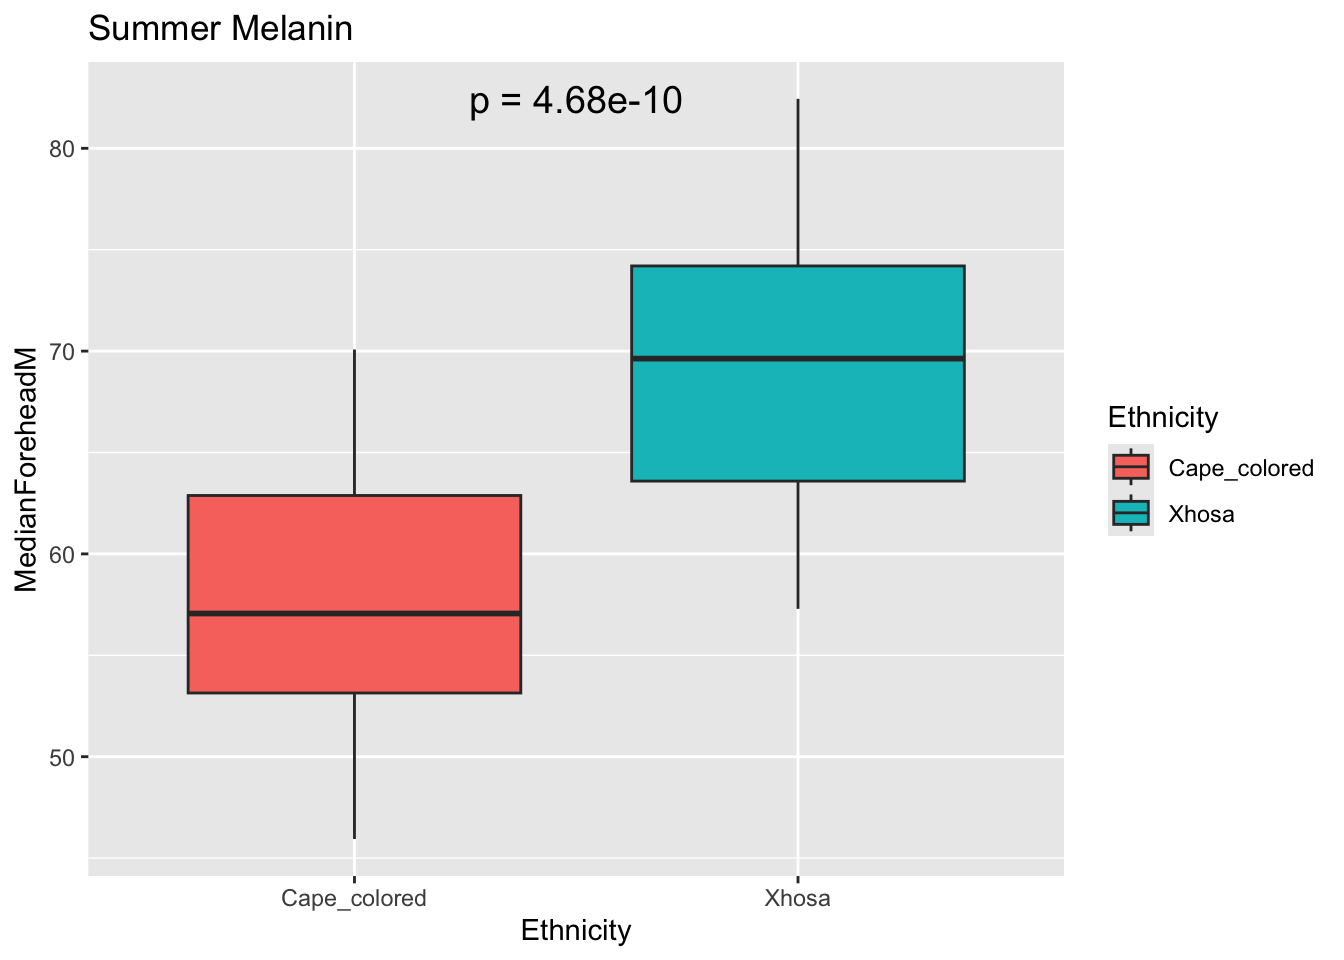 Summer Melanin
p = 4.68e-10
80
70
60
50
MedianForeheadM
Cape_colored
Xhosa
Ethnicity
Ethnicity
Cape_colored
Xhosa